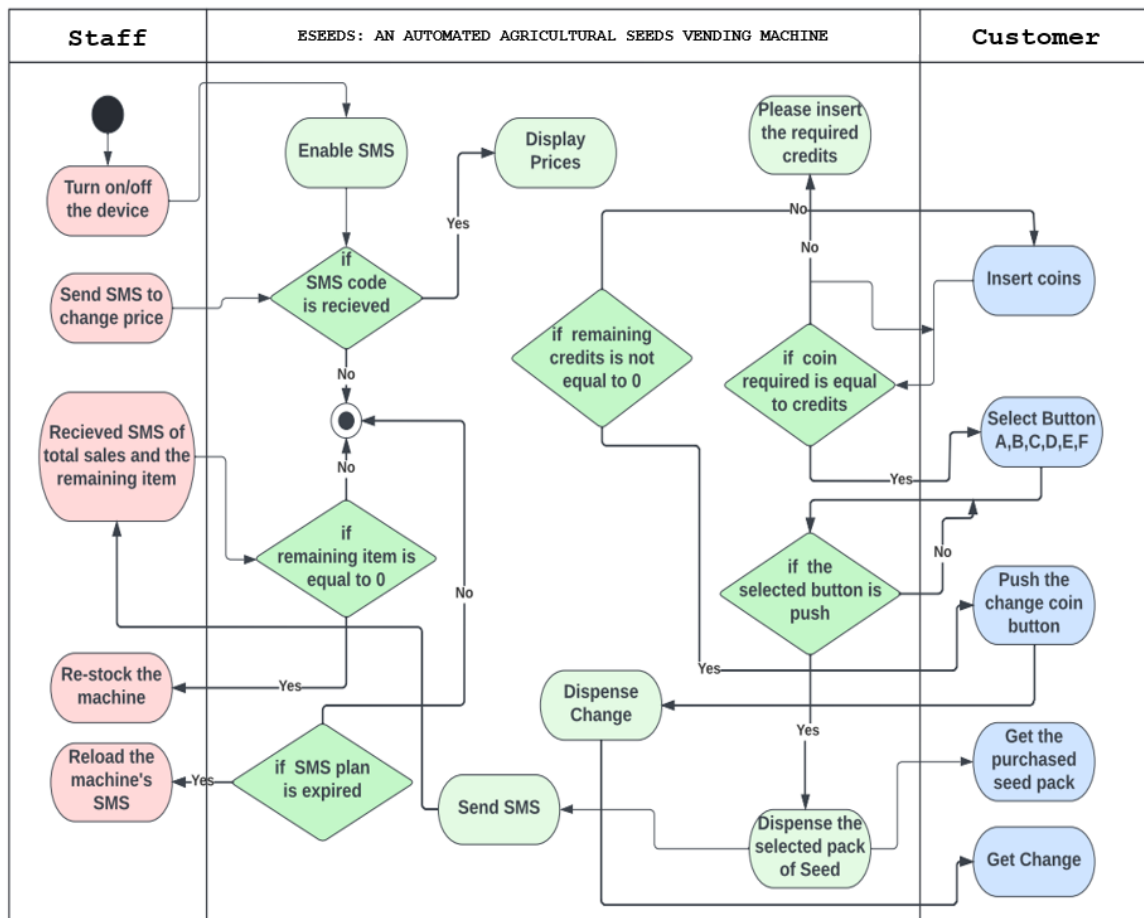 Staff
ESEEDS: AN AUTOMATED AGRICULTURAL SEEDS VENDING MACHINE
Customer
Turn on/off
the device
Enable SMS
Display
Prices
Please insert
the required
credits
Yes
No
No
Send SMS to
change price
if
SMS code
is recieved
Insert coins
if remaining
credits is not
equal to 0
if coin
required is equal
to credits
No
Recieved SMS of
total sales and the
remaining item
Select Button
A,B,C,D,E,F
No
Yes
if
remaining item is
equal to 0
No
No
if the
selected button is
push
Push the
change coin
button
Re-stock the
machine
Yes
Yes
Dispense
Change
Yes
Reload the
machine's
SMS
Yes
if SMS plan
is expired
Get the
purchased
seed pack
Send SMS
Dispense the
selected pack
of Seed
Get Change